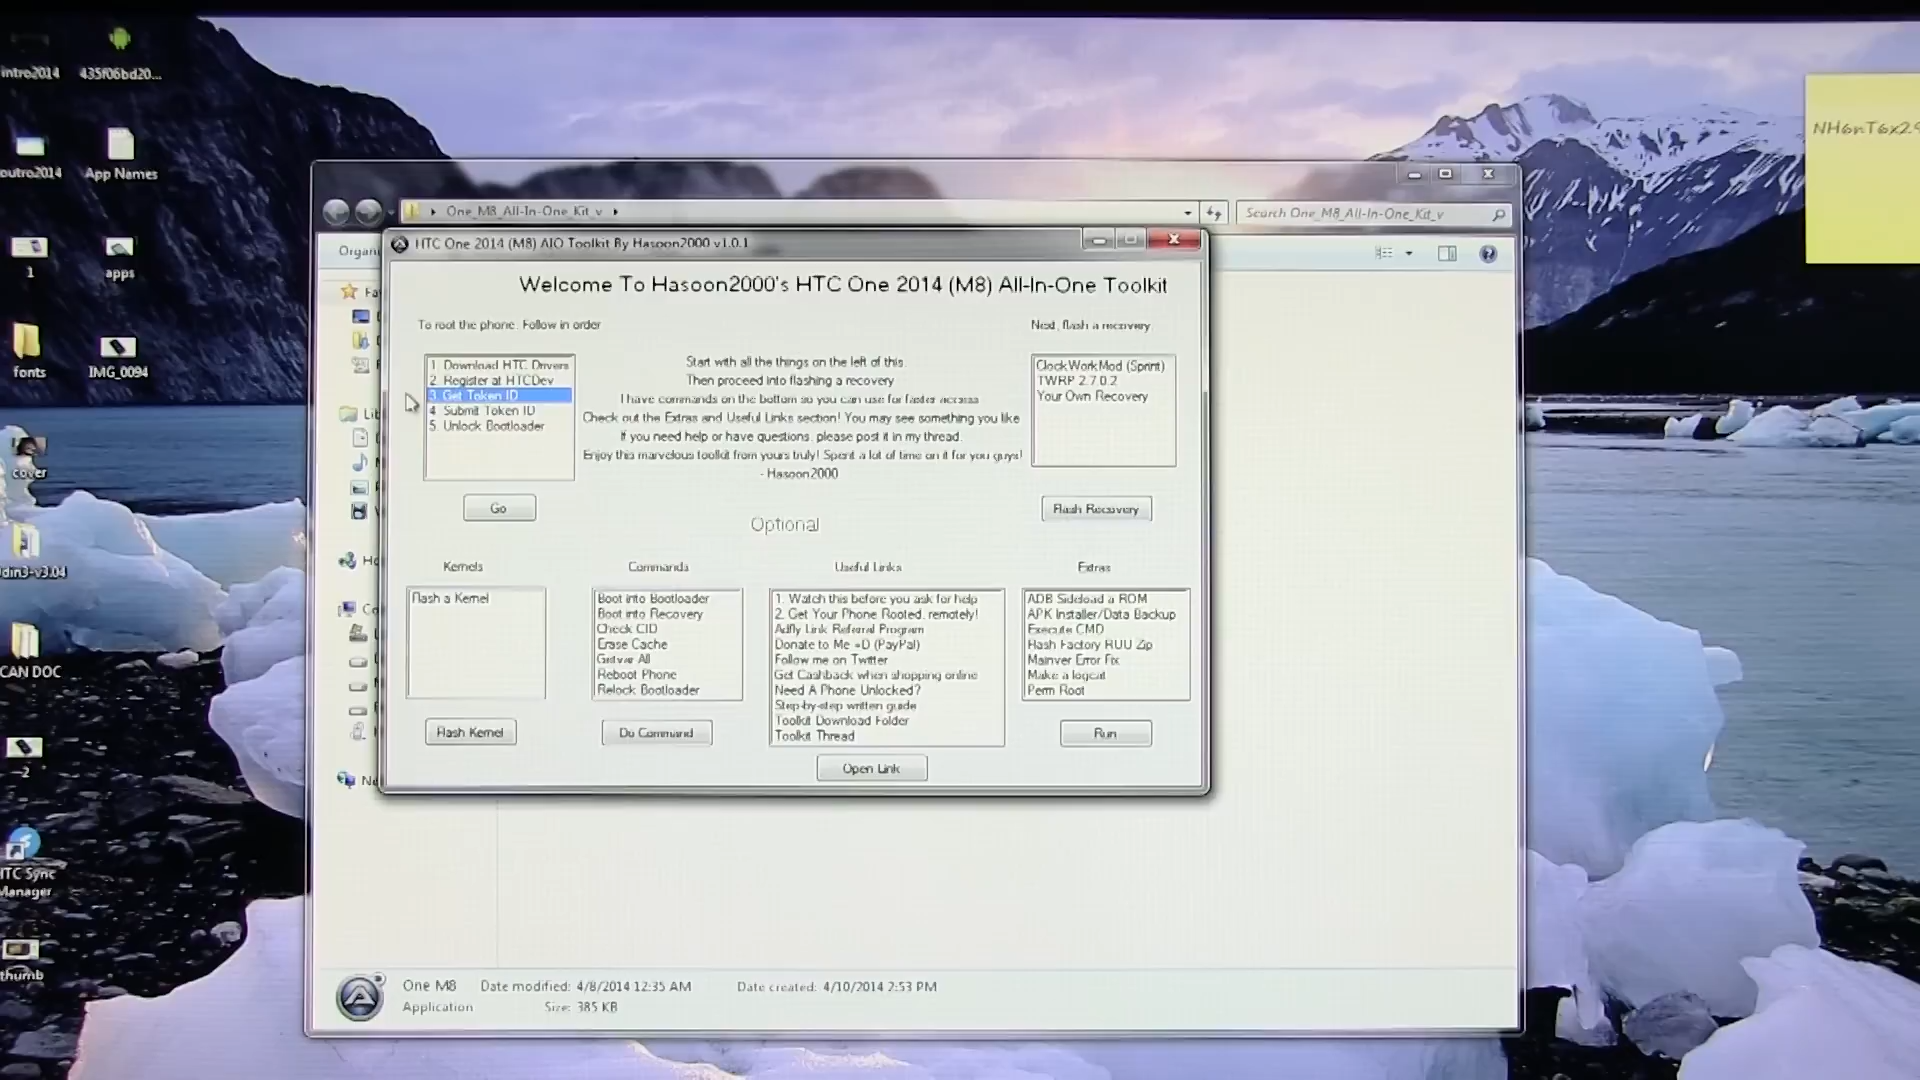 intro2014
435f06bd20...
outro2014
App Names
1
apps
fonts
IMG_0094
cover
din3-v3.04
CAN DOC
2
HTC Sync
Manager
thumb
NH6nT6x2.9
One_M8_All-In-One_Kit_v
Search One_M8_All-In-One_Kit_v
Organi
HTC One 2014 (M8) AIO Toolkit By Hasoon2000 v1.0.1
Welcome To Hasoon2000's HTC One 2014 (M8) All-In-One Toolkit
To root the phone. Follow in order
1. Download HTC Drivers
2. Register at HTCDev
3. Get Token ID
4. Submit Token ID
5. Unlock Bootloader
Go
Start with all the things on the left of this.
Then proceed into flashing a recovery
I have commands on the bottom so you can use for faster access
Check out the Extras and Useful Links section! You may see something you like
If you need help or have questions, please post it in my thread.
Enjoy this marvelous toolkit from yours truly! Spent a lot of time on it for you guys!
- Hasoon2000
Next, flash a recovery
ClockWorkMod (Sprint)
TWRP 2.7.0.2
Your Own Recovery
Flash Recovery
Optional
Kernels
Flash a Kernel
Flash Kernel
Commands
Boot into Bootloader
Boot into Recovery
Check CID
Erase Cache
Getvar All
Reboot Phone
Relock Bootloader
Do Command
Useful Links
1. Watch this before you ask for help
2. Get Your Phone Rooted, remotely!
Adfly Link Referral Program
Donate to Me =D (PayPal)
Follow me on Twitter
Get Cashback when shopping online
Need A Phone Unlocked?
Step-by-step written guide
Toolkit Download Folder
Toolkit Thread
Open Link
Extras
ADB Sideload a ROM
APK Installer/Data Backup
Execute CMD
Flash Factory RUU Zip
Mainver Error Fix
Make a logcat
Perm Root
Run
One M8
Date modified: 4/8/2014 12:35 AM
Date created: 4/10/2014 2:53 PM
Application
Size: 385 KB